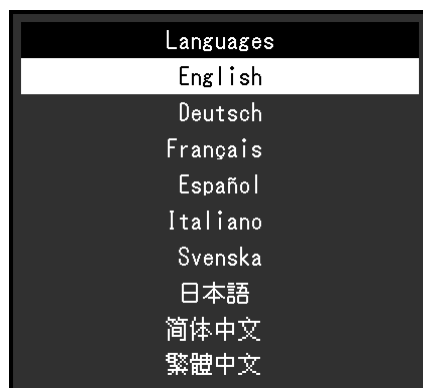 Languages
English
Deutsch
Français
Español
Italiano
Svenska
日本語
简体中文
繁體中文